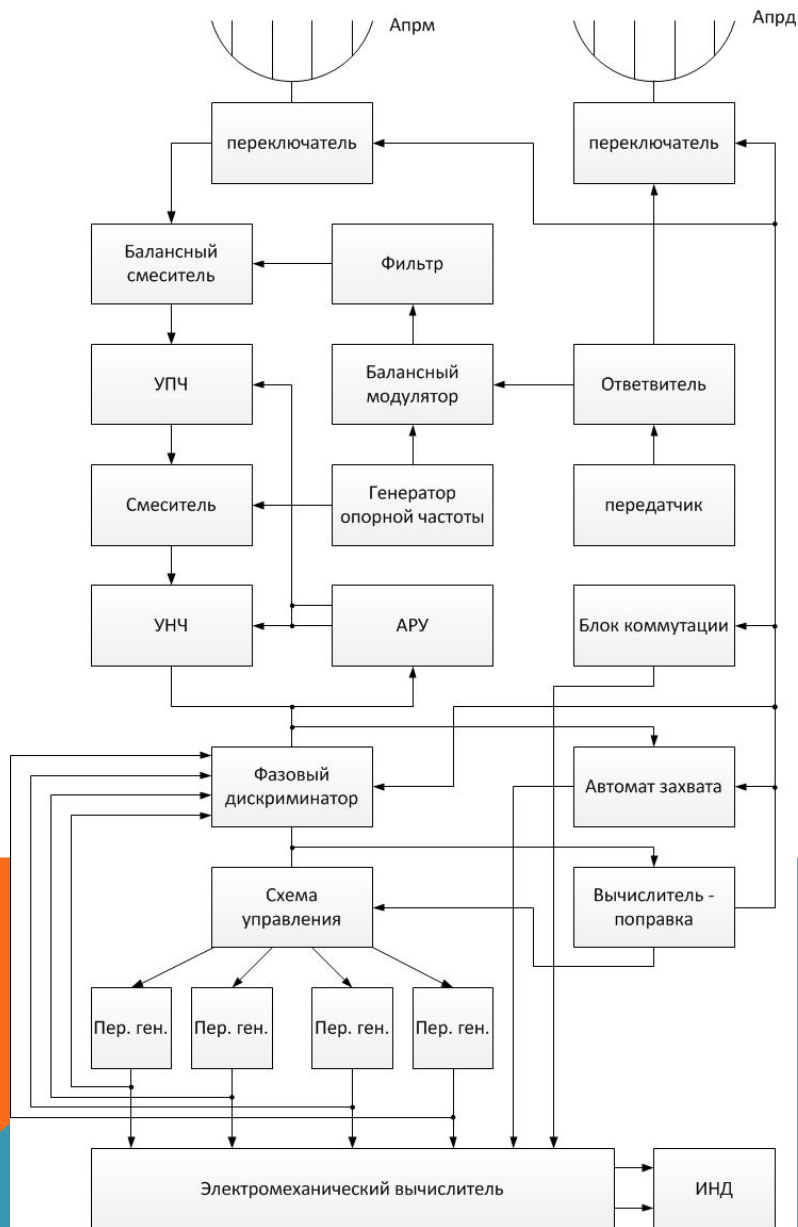 Апрм
Апрд
переключатель
переключатель
Балансный
смеситель
Фильтр
УПЧ
Балансный
модулятор
Ответвитель
Смеситель
Генератор
опорной частоты
передатчик
УНЧ
АРУ
Блок коммутации
Фазовый
дискриминатор
Автомат захвата
Схема
управления
Вычислитель -
поправка
Пер. ген.
Пер. ген.
Пер. ген.
Пер. ген.
Электромеханический вычислитель
ИНД